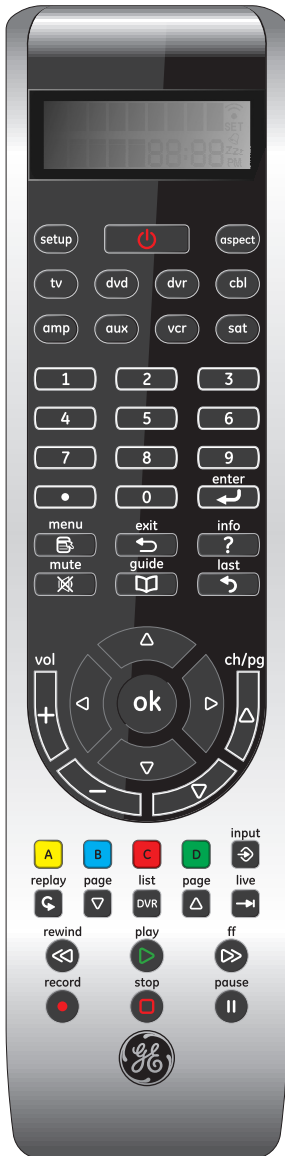 SET
88:88
PM
setup aspect
tv dvd dvr cbl
amp aux vcr sat
1 2 3
4 5 6
7 8 9
enter
• 0
menu exit info
?
mute guide last
vol ch/pg
ok
+
−
input
A B C D
replay page list page live
DVR
rewind play ff
record stop pause
GE